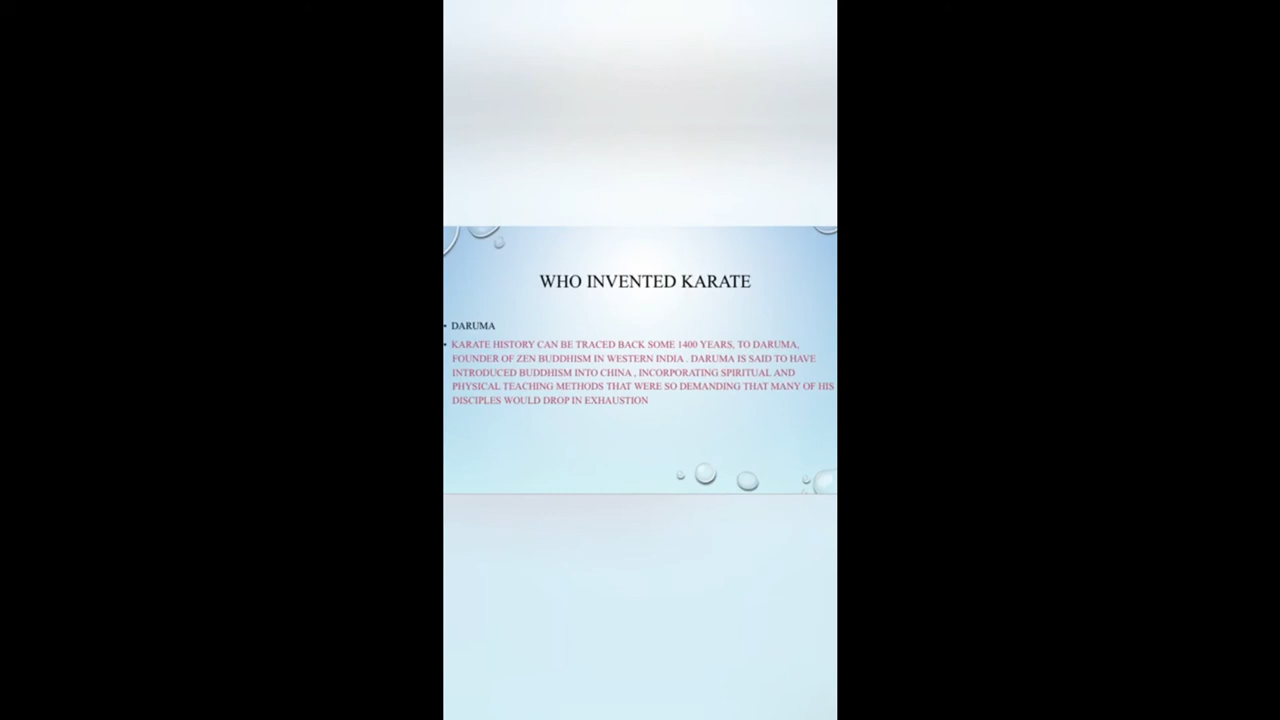 WHO INVENTED KARATE
• DARUMA
• KARATE HISTORY CAN BE TRACED BACK SOME 1400 YEARS, TO DARUMA,
FOUNDER OF ZEN BUDDHISM IN WESTERN INDIA . DARUMA IS SAID TO HAVE
INTRODUCED BUDDHISM INTO CHINA , INCORPORATING SPIRITUAL AND
PHYSICAL TEACHING METHODS THAT WERE SO DEMANDING THAT MANY OF HIS
DISCIPLES WOULD DROP IN EXHAUSTION